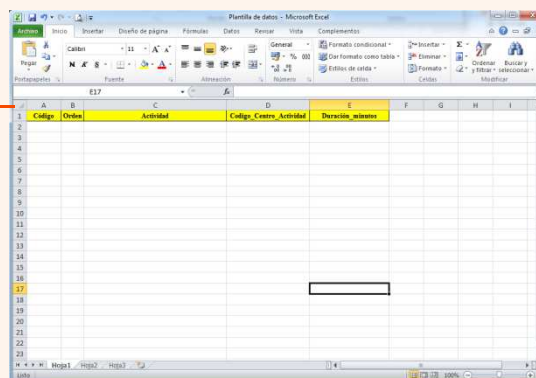 Plantilla de datos - Microsoft Excel
Archivo Inicio Insertar Diseño de página Fórmulas Datos Revisar Vista Complementos
Pegar
Calibri 11
N K S
General
% 000
Formato condicional
Dar formato como tabla
Estilos de celda
Insertar
Eliminar
Formato
Ordenar y filtrar
Buscar y seleccionar
Portapapeles Fuente Alineación Número Estilos Celdas Modificar
E17 fx
A B C D E F G H I
1 Código Orden Actividad Codigo_Centro_Actividad Duración_minutos
2
3
4
5
6
7
8
9
10
11
12
13
14
15
16
17
18
19
20
21
22
23
Hoja1 Hoja2 Hoja3
Listo 100%